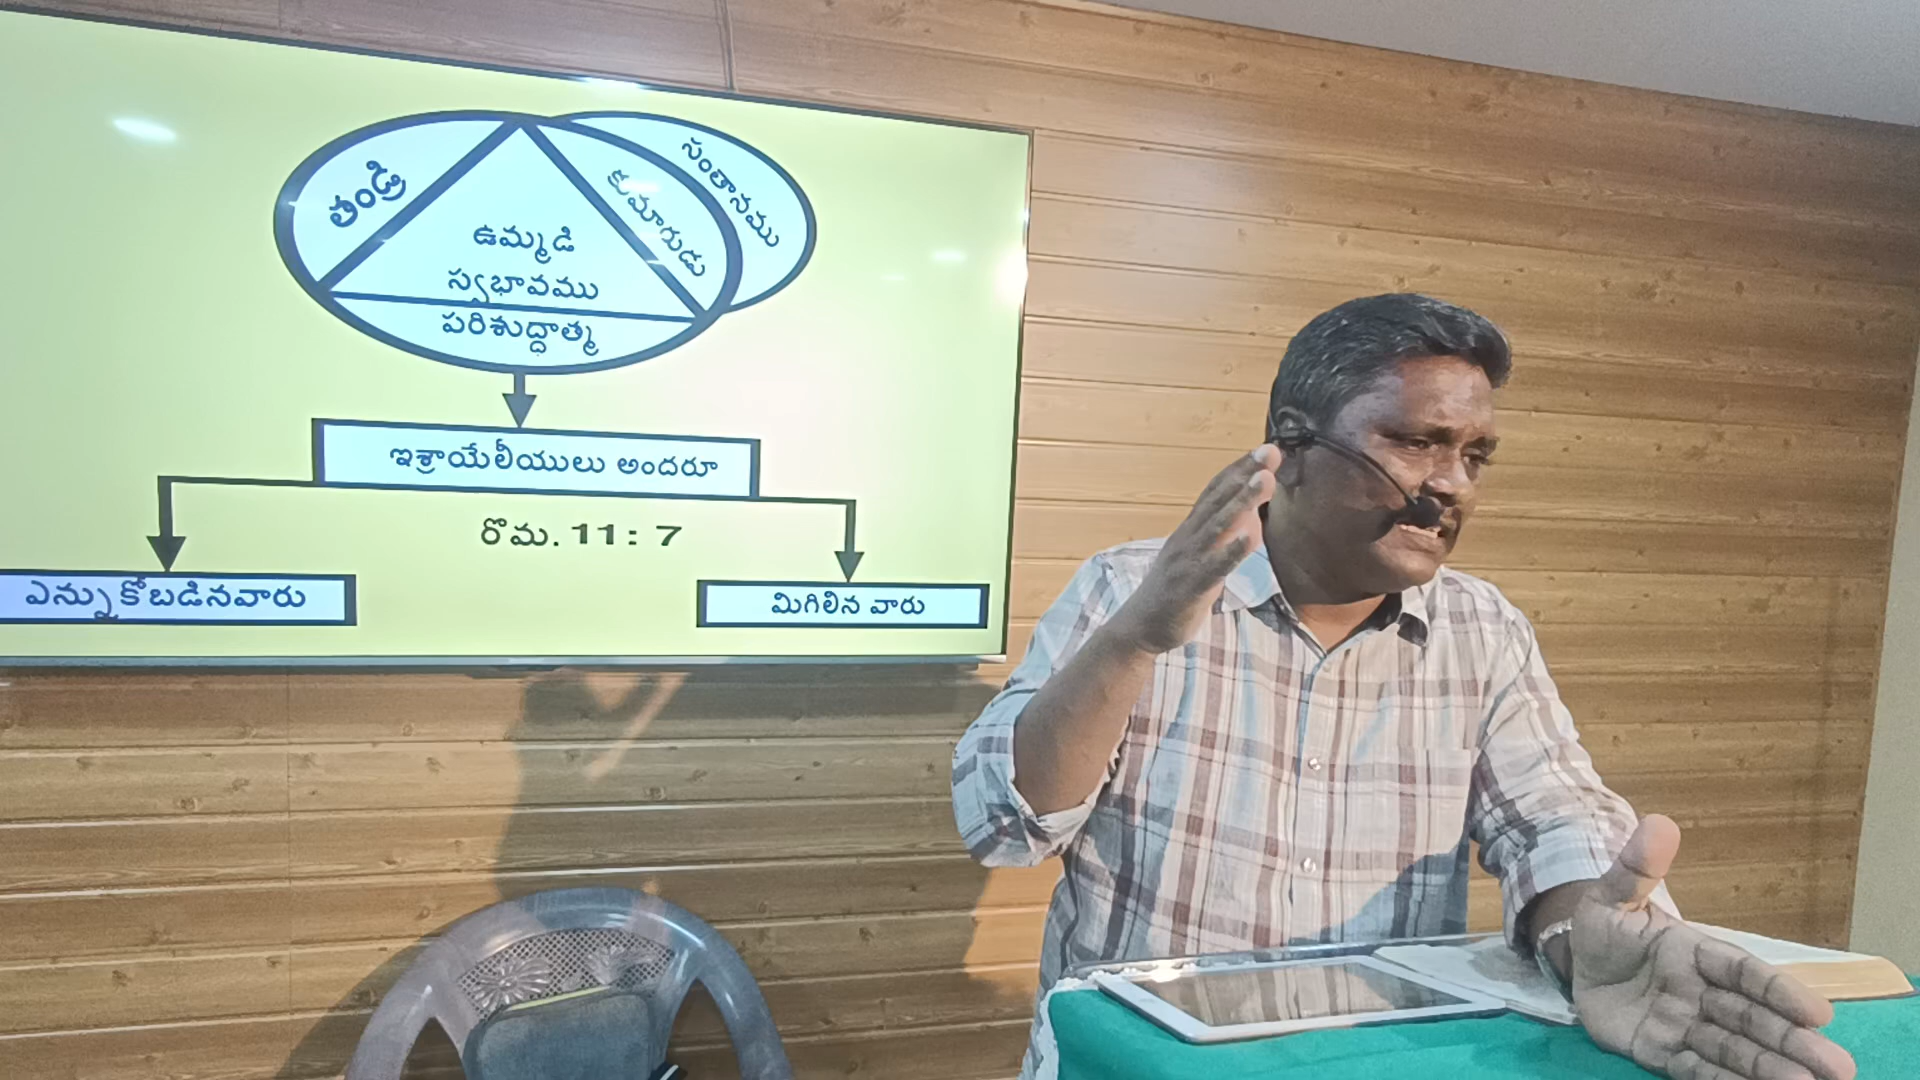 తండ్రి
కుమారుడు
సంతానము
ఉమ్మడి
స్వభావము
పరిశుద్ధాత్మ
ఇశ్రాయేలీయులు అందరూ
రొమ. 11: 7
ఎన్నుకోబడినవారు
మిగిలిన వారు